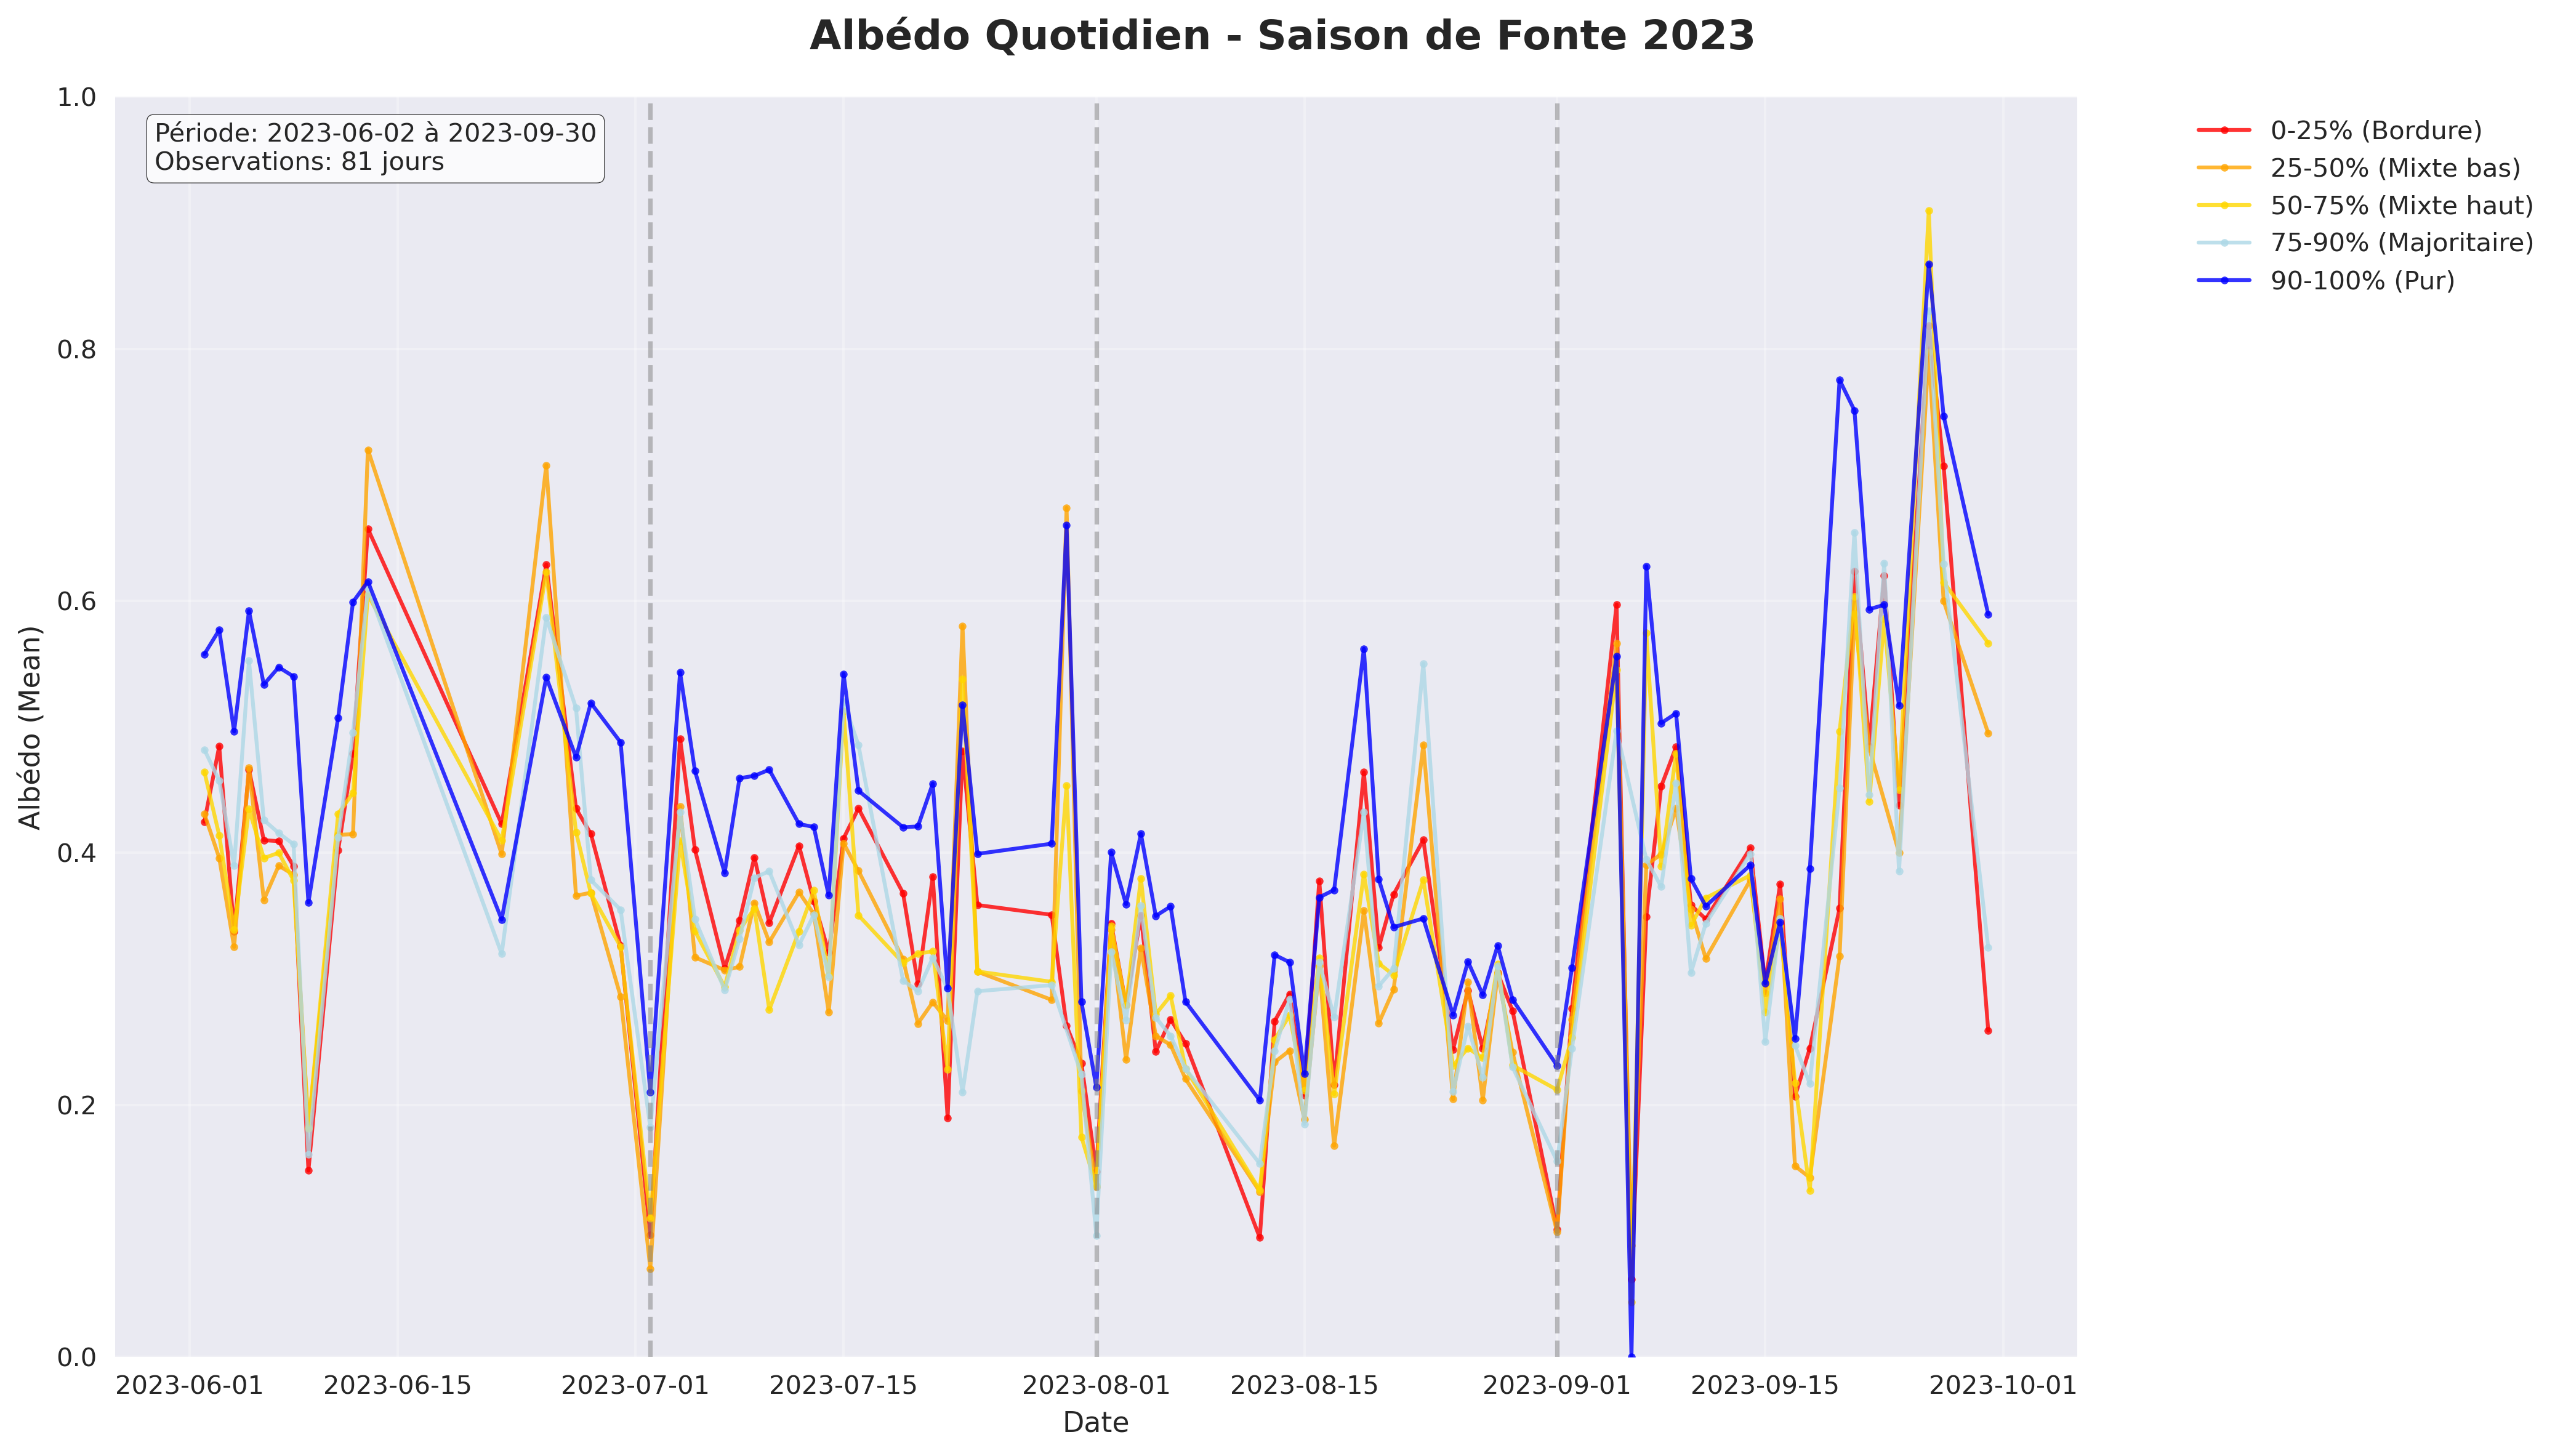 Albédo Quotidien - Saison de Fonte 2023
Période: 2023-06-02 à 2023-09-30
Observations: 81 jours
0-25% (Bordure)
25-50% (Mixte bas)
50-75% (Mixte haut)
75-90% (Majoritaire)
90-100% (Pur)
Albédo (Mean)
1.0
0.8
0.6
0.4
0.2
0.0
2023-06-01
2023-06-15
2023-07-01
2023-07-15
2023-08-01
2023-08-15
2023-09-01
2023-09-15
2023-10-01
Date